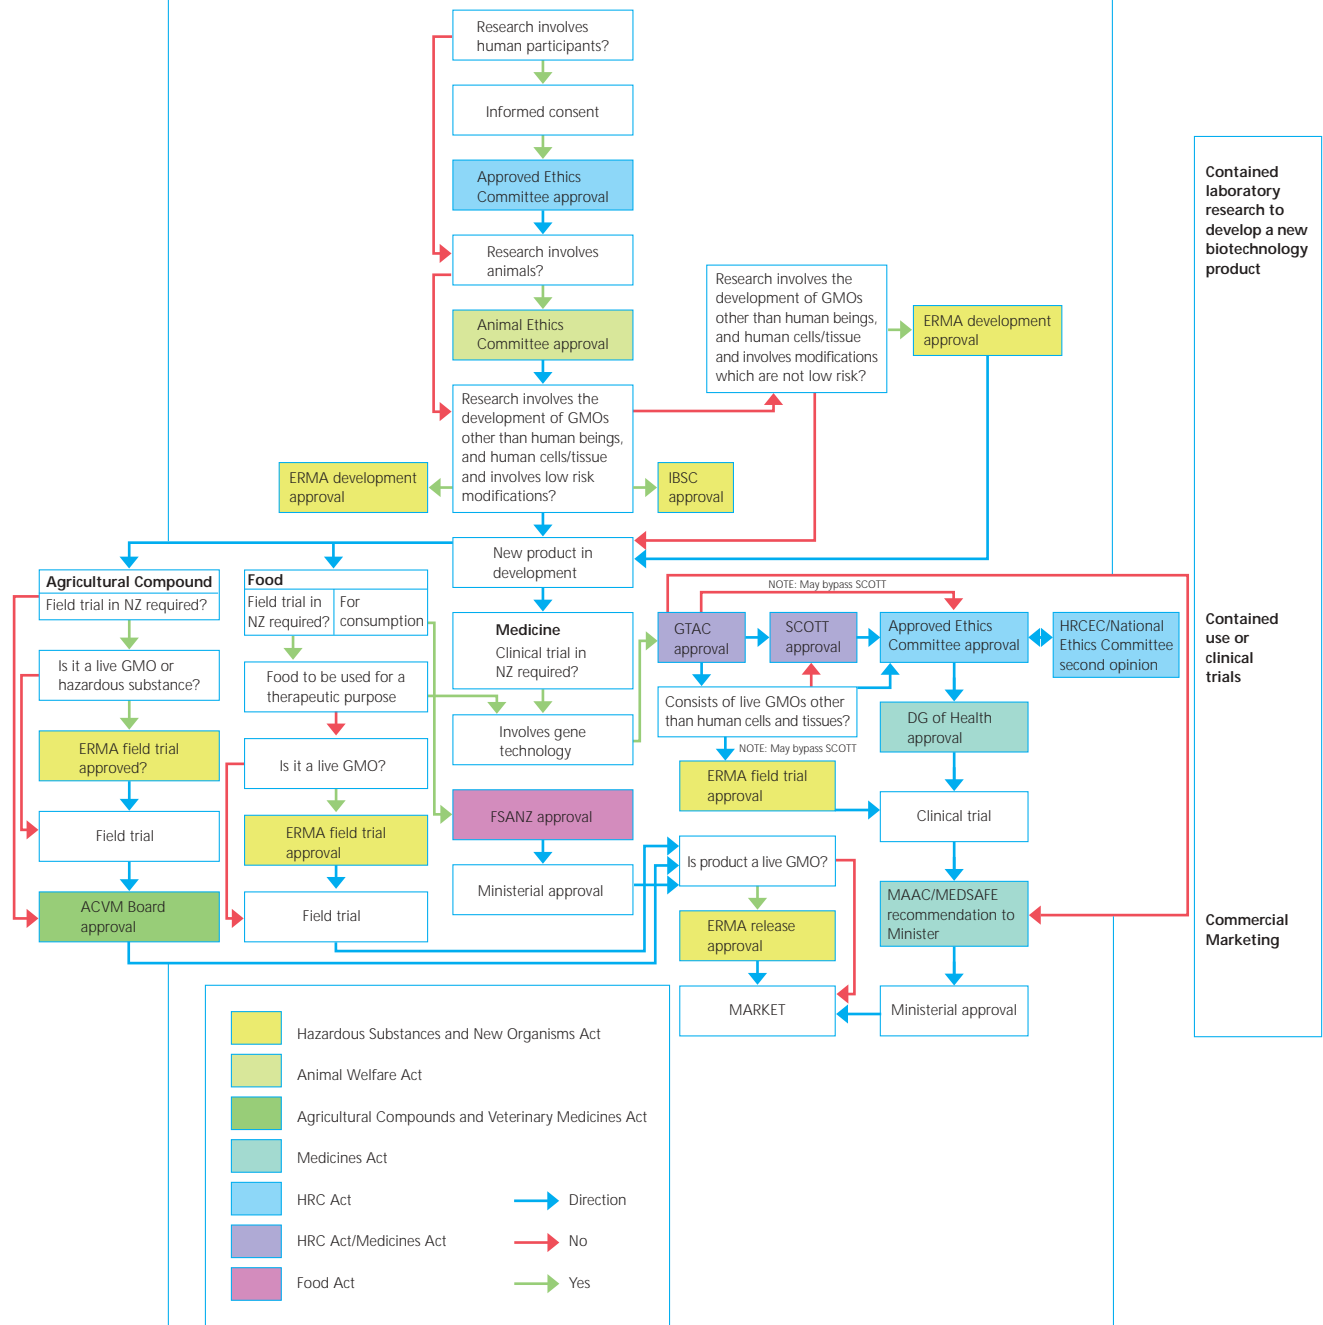 Research involves
human participants?
Informed consent
Approved Ethics
Committee approval
Research involves
animals?
Animal Ethics
Committee approval
Research involves the
development of GMOs
other than human beings,
and human cells/tissue
and involves low risk
modifications?
Research involves the
development of GMOs
other than human beings,
and human cells/tissue
and involves modifications
which are not low risk?
ERMA development
approval
ERMA development
approval
IBSC
approval
New product in
development
Contained
laboratory
research to
develop a new
biotechnology
product
Contained
use or
clinical
trials
Commercial
Marketing
Agricultural Compound
Field trial in NZ required?
Is it a live GMO or
hazardous substance?
ERMA field trial
approved?
Field trial
ACVM Board
approval
Food
Field trial in
NZ required?
For
consumption
Food to be used for a
therapeutic purpose
Is it a live GMO?
ERMA field trial
approval
Field trial
Medicine
Clinical trial in
NZ required?
Involves gene
technology
FSANZ approval
Ministerial approval
NOTE: May bypass SCOTT
GTAC
approval
SCOTT
approval
Approved Ethics
Committee approval
HRCEC/National
Ethics Committee
second opinion
Consists of live GMOs other
than human cells and tissues?
NOTE: May bypass SCOTT
ERMA field trial
approval
DG of Health
approval
Clinical trial
Is product a live GMO?
ERMA release
approval
MARKET
MAAC/MEDSAFE
recommendation to
Minister
Ministerial approval
Hazardous Substances and New Organisms Act
Animal Welfare Act
Agricultural Compounds and Veterinary Medicines Act
Medicines Act
HRC Act
HRC Act/Medicines Act
Food Act
Direction
No
Yes